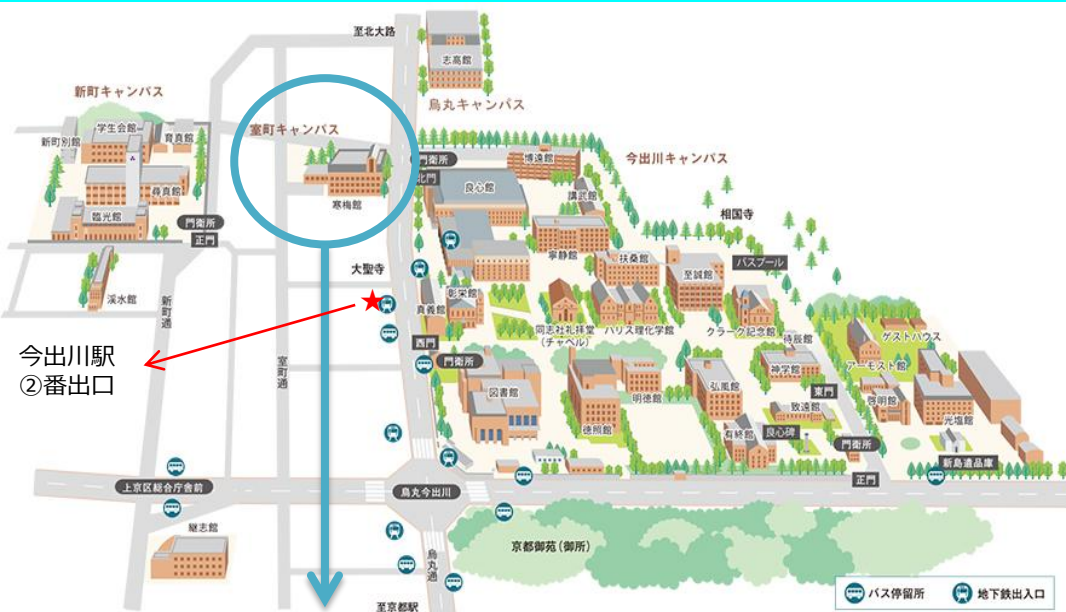 至北大路
志高館
烏丸キャンパス
新町キャンパス
学生会館
新町別館
育真館
尋真館
臨光館
門衛所
正門
渓水館
新町通
室町キャンパス
寒梅館
大聖寺
室町通
今出川駅
②番出口
今出川キャンパス
門衛所
北門
博遠館
良心館
講武館
相国寺
寧静館
扶桑館
至誠館
バスプール
彰栄館
真義館
同志社礼拝堂
(チャペル)
ハリス理化学館
クラーク記念館
待辰館
ゲストハウス
西門
門衛所
図書館
徳照館
明徳館
弘風館
神学館
アーモスト館
東門
致遠館
啓明館
光塩館
有終館
良心碑
門衛所
新島遺品庫
正門
上京区総合庁舎前
烏丸今出川
継志館
烏丸通
京都御苑(御所)
至京都駅
バス停留所
地下鉄出入口